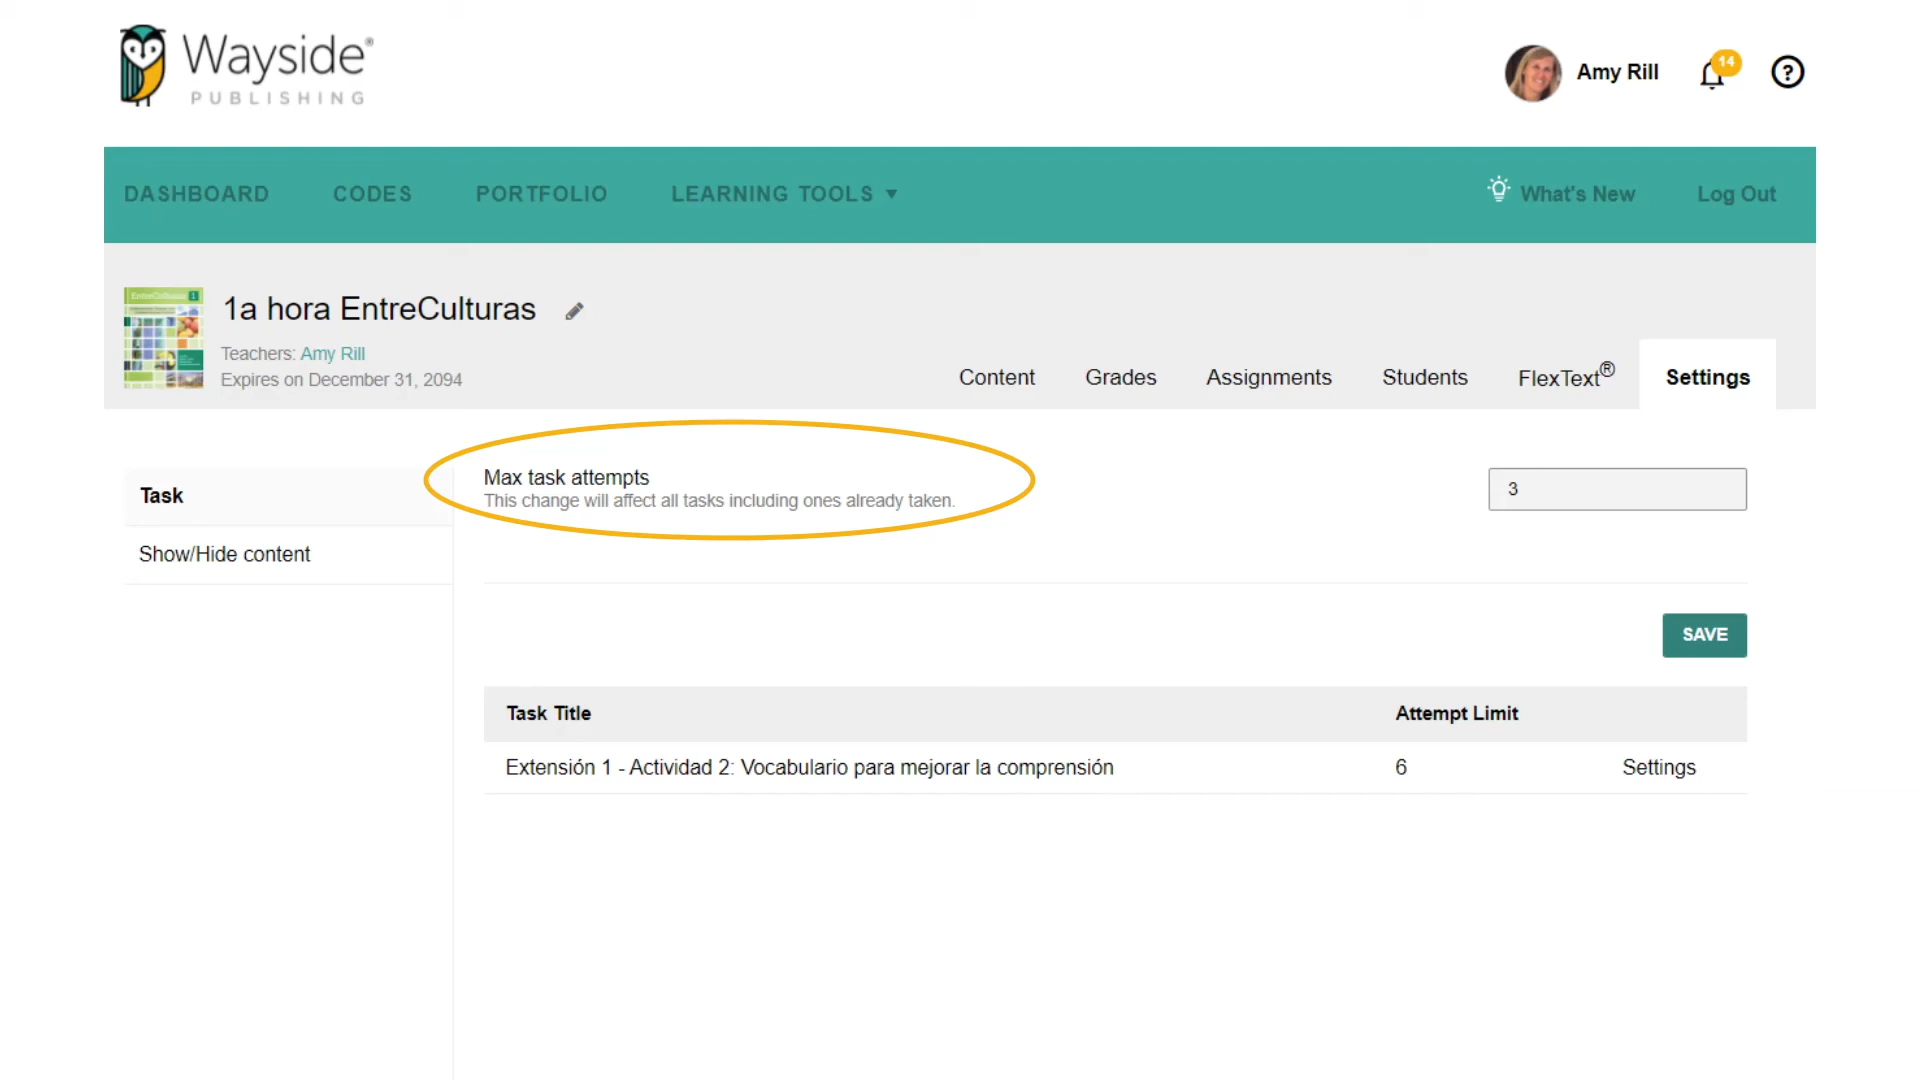 Wayside®
PUBLISHING
Amy Rill
14
?
DASHBOARD
CODES
PORTFOLIO
LEARNING TOOLS ▼
What's New
Log Out
EntreCulturas 1
1a hora EntreCulturas
Teachers: Amy Rill
Expires on December 31, 2094
Content
Grades
Assignments
Students
FlexText®
Settings
Task
Show/Hide content
Max task attempts
This change will affect all tasks including ones already taken.
3
SAVE
Task Title
Attempt Limit
Extensión 1 - Actividad 2: Vocabulario para mejorar la comprensión
6
Settings